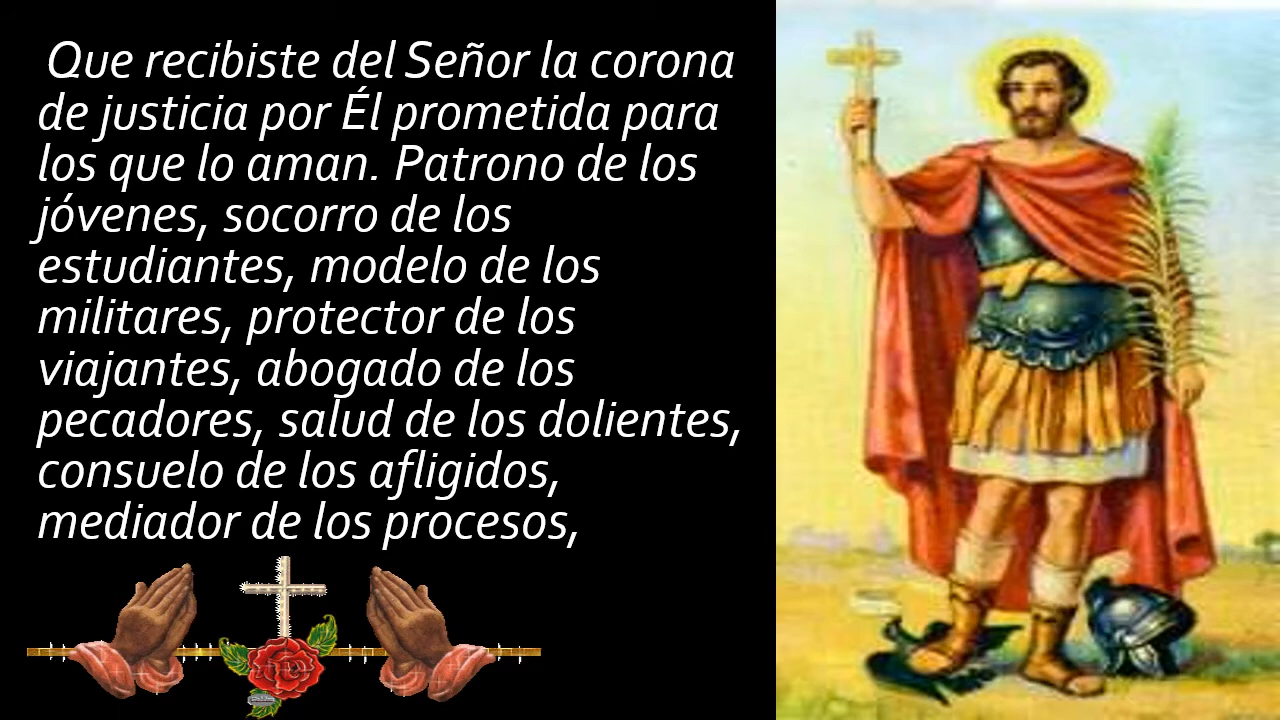 Que recibiste del Señor la corona
de justicia por Él prometida para
los que lo aman. Patrono de los
jóvenes, socorro de los
estudiantes, modelo de los
militares, protector de los
viajantes, abogado de los
pecadores, salud de los dolientes,
consuelo de los afligidos,
mediador de los procesos,